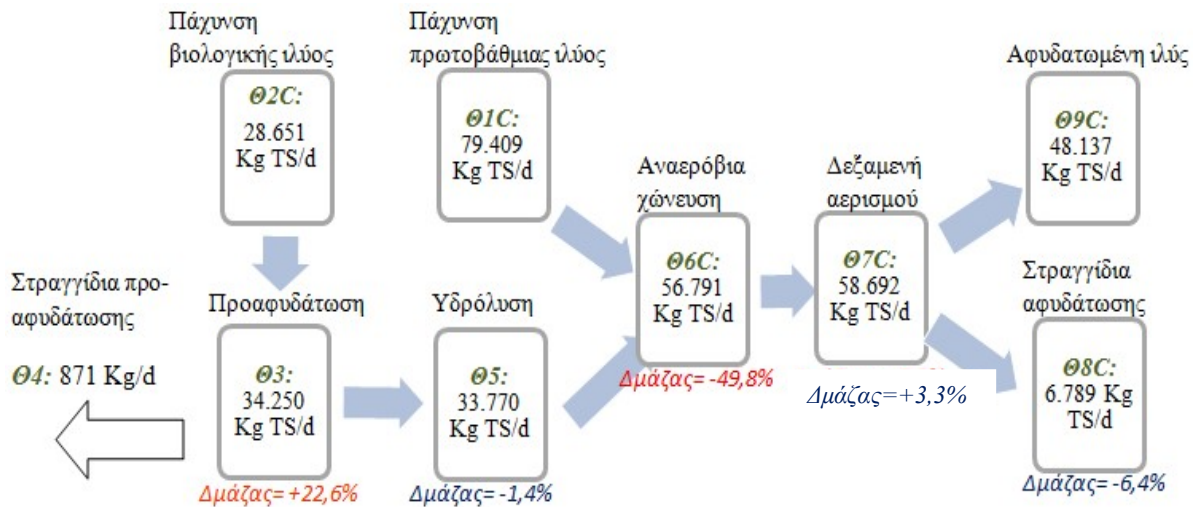 Πάχυνση
βιολογικής ιλύος
Θ2C:
28.651
Kg TS/d
Πάχυνση
πρωτοβάθμιας ιλύος
Θ1C:
79.409
Kg TS/d
Αφυδατωμένη ιλύς
Θ9C:
48.137
Kg TS/d
Αναερόβια
χώνευση
Θ6C:
56.791
Kg TS/d
Δμάζας= -49,8%
Δεξαμενή
αερισμού
Θ7C:
58.692
Kg TS/d
Δμάζας=+3,3%
Στραγγίδια προ-
αφυδάτωσης
Θ4: 871 Kg/d
Προαφυδάτωση
Θ3:
34.250
Kg TS/d
Δμάζας= +22,6%
Υδρόλυση
Θ5:
33.770
Kg TS/d
Δμάζας= -1,4%
Στραγγίδια
αφυδάτωσης
Θ8C:
6.789 Kg
TS/d
Δμάζας= -6,4%